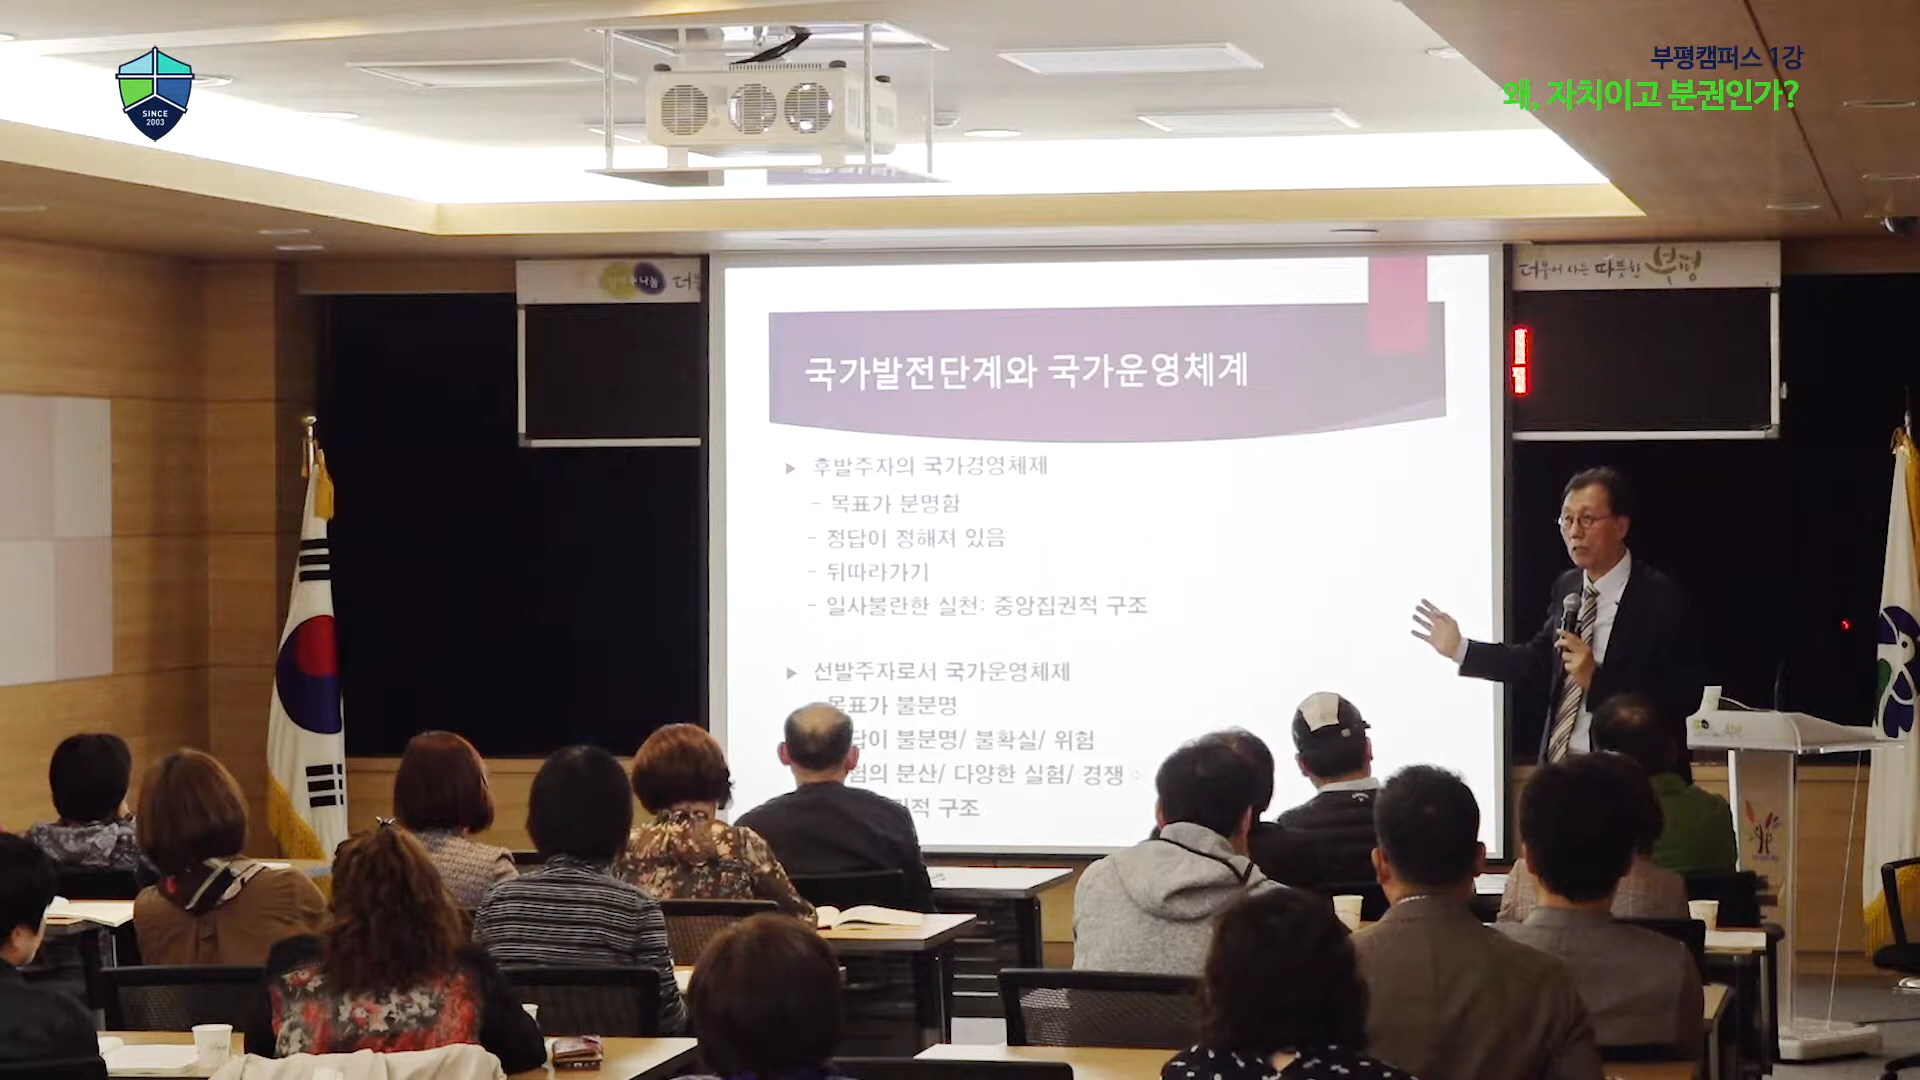 SINCE
2003
부평캠퍼스 1강
왜, 자치이고 분권인가?
더불어 사는 따뜻한 부평
국가발전단계와 국가운영체계
▶ 후발주자의 국가경영체제
- 목표가 분명함
- 정답이 정해져 있음
- 뒤따라가기
- 일사불란한 실천: 중앙집권적 구조
▶ 선발주자로서 국가운영체제
목표가 불분명
불분명/ 불확실/ 위험
분산/ 다양한 실험/ 경쟁
구조